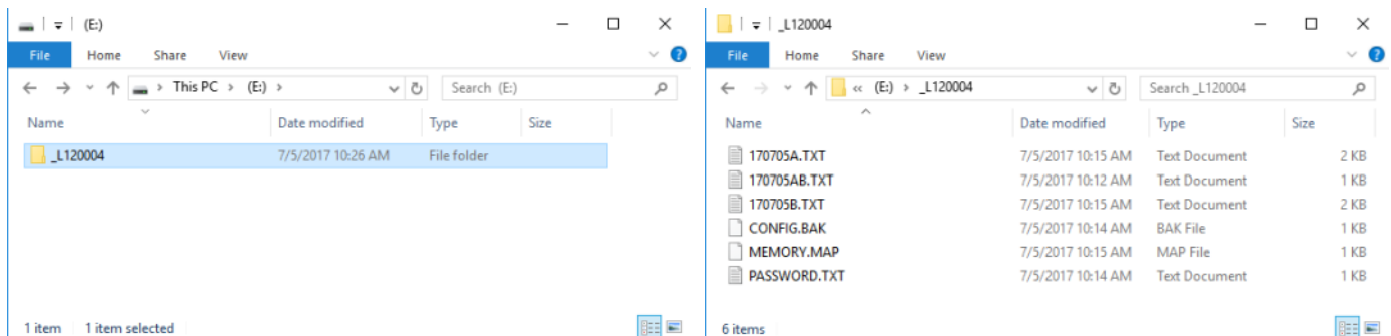 (E:)
File Home Share View
This PC > (E:) >
Search (E:)
Name Date modified Type Size
_L120004 7/5/2017 10:26 AM File folder
1 item 1 item selected
_L120004
File Home Share View
« (E:) > _L120004
Search _L120004
Name Date modified Type Size
170705A.TXT 7/5/2017 10:15 AM Text Document 2 KB
170705AB.TXT 7/5/2017 10:12 AM Text Document 1 KB
170705B.TXT 7/5/2017 10:15 AM Text Document 2 KB
CONFIG.BAK 7/5/2017 10:14 AM BAK File 1 KB
MEMORY.MAP 7/5/2017 10:15 AM MAP File 1 KB
PASSWORD.TXT 7/5/2017 10:14 AM Text Document 1 KB
6 items